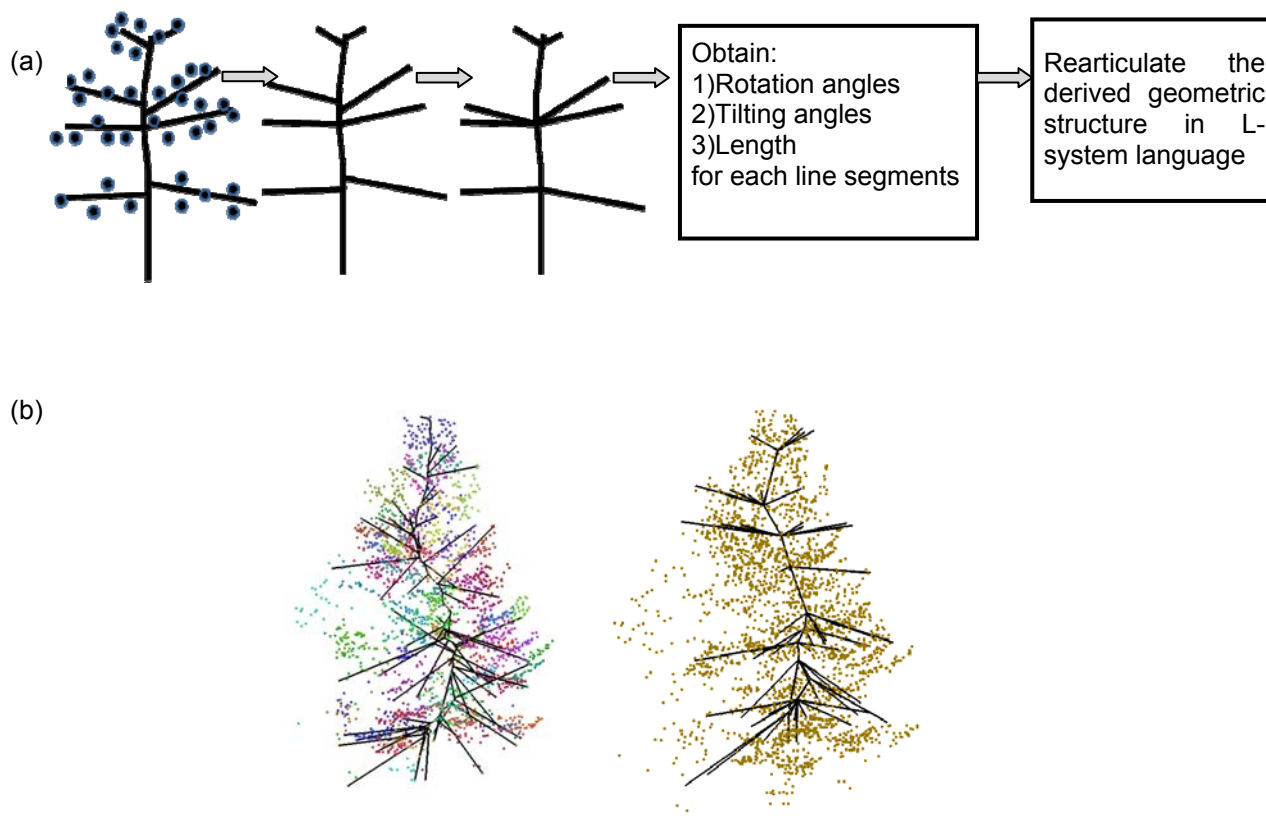 (a)
Obtain:
1)Rotation angles
2)Tilting angles
3)Length
for each line segments
Rearticulate the
derived geometric
structure in L-
system language
(b)